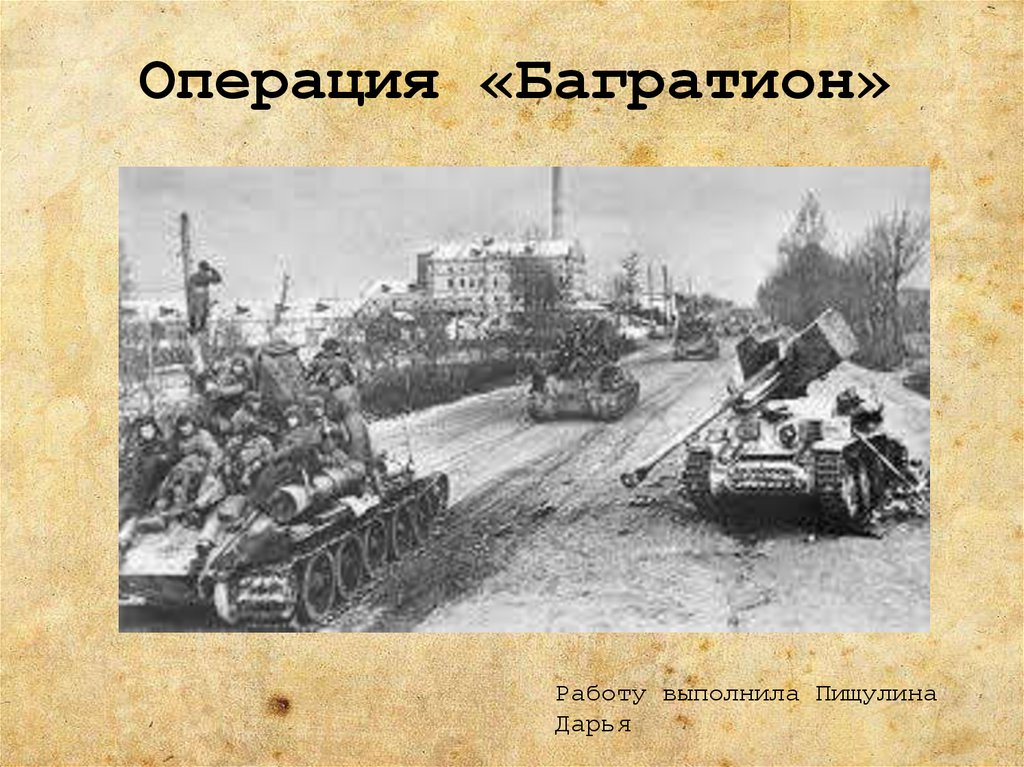 Операция «Багратион»
Работу выполнила Пищулина
Дарья